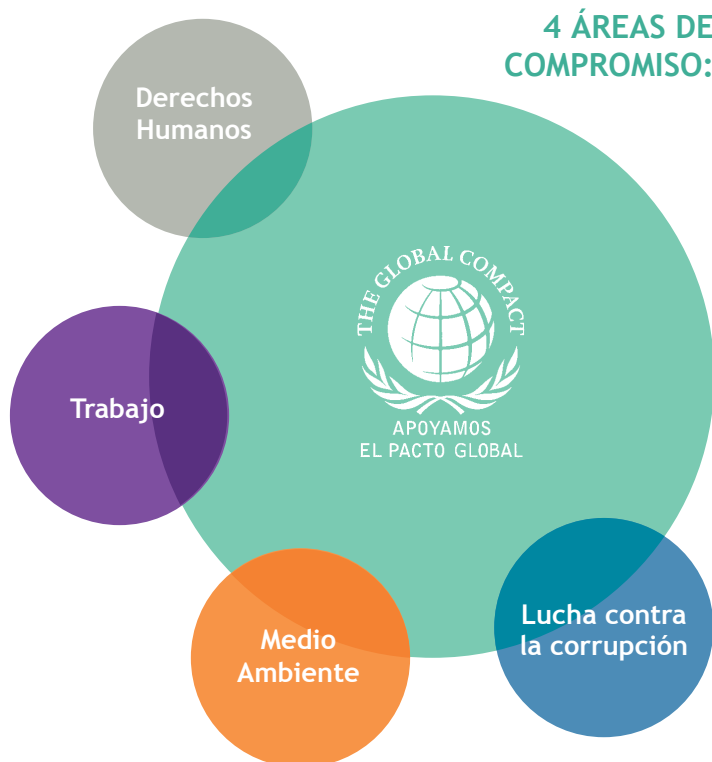 4 ÁREAS DE
COMPROMISO:
Derechos
Humanos
THE GLOBAL COMPACT
APOYAMOS
EL PACTO GLOBAL
Trabajo
Medio
Ambiente
Lucha contra
la corrupción